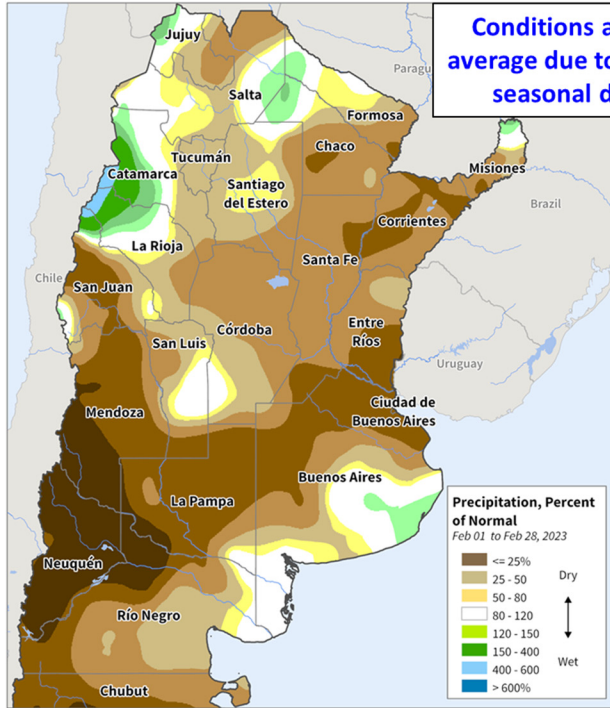 Conditions a
average due to
seasonal d
Jujuy
Paragu
Salta
Formosa
Chaco
Tucumán
Catamarca
Misiones
Santiago
del Estero
Corrientes
Brazil
La Rioja
Santa Fe
Chile
San Juan
Córdoba
Entre
Ríos
San Luis
Uruguay
Mendoza
Ciudad de
Buenos Aires
Buenos Aires
La Pampa
Neuquén
Río Negro
Chubut
Precipitation, Percent
of Normal
Feb 01 to Feb 28, 2023
<= 25%
25 - 50
50 - 80
80 - 120
120 - 150
150 - 400
400 - 600
> 600%
Dry
Wet